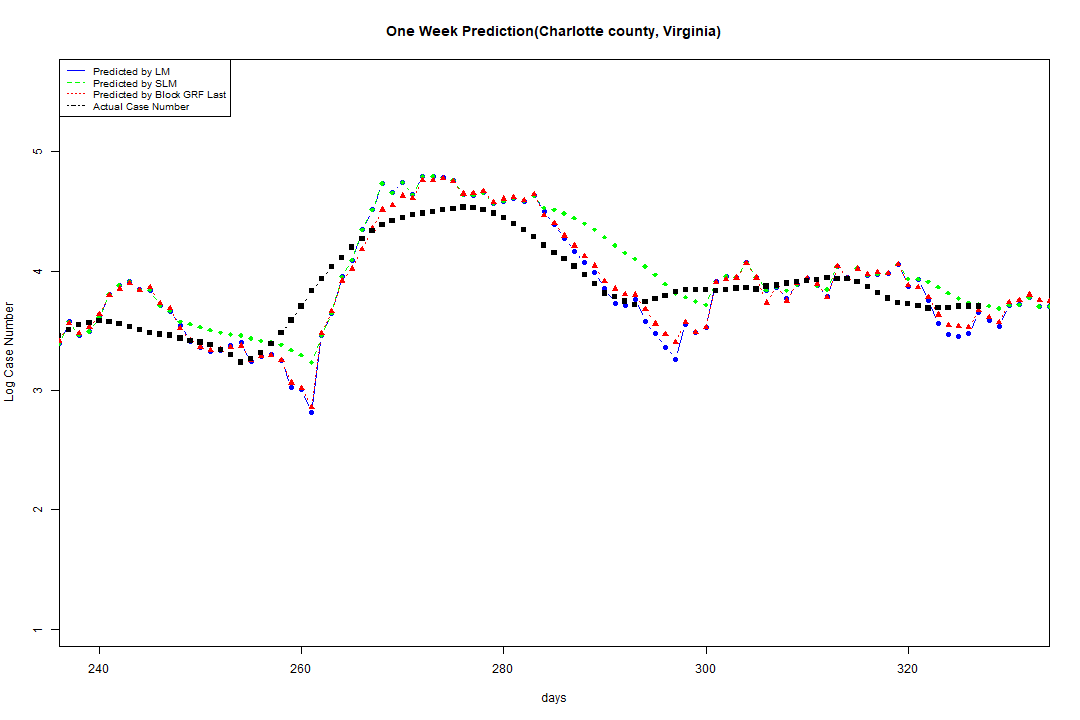 One Week Prediction(Charlotte county, Virginia)
Predicted by LM
Predicted by SLM
Predicted by Block GRF Last
Actual Case Number
5
4
3
2
1
Log Case Number
240 260 280 300 320
days